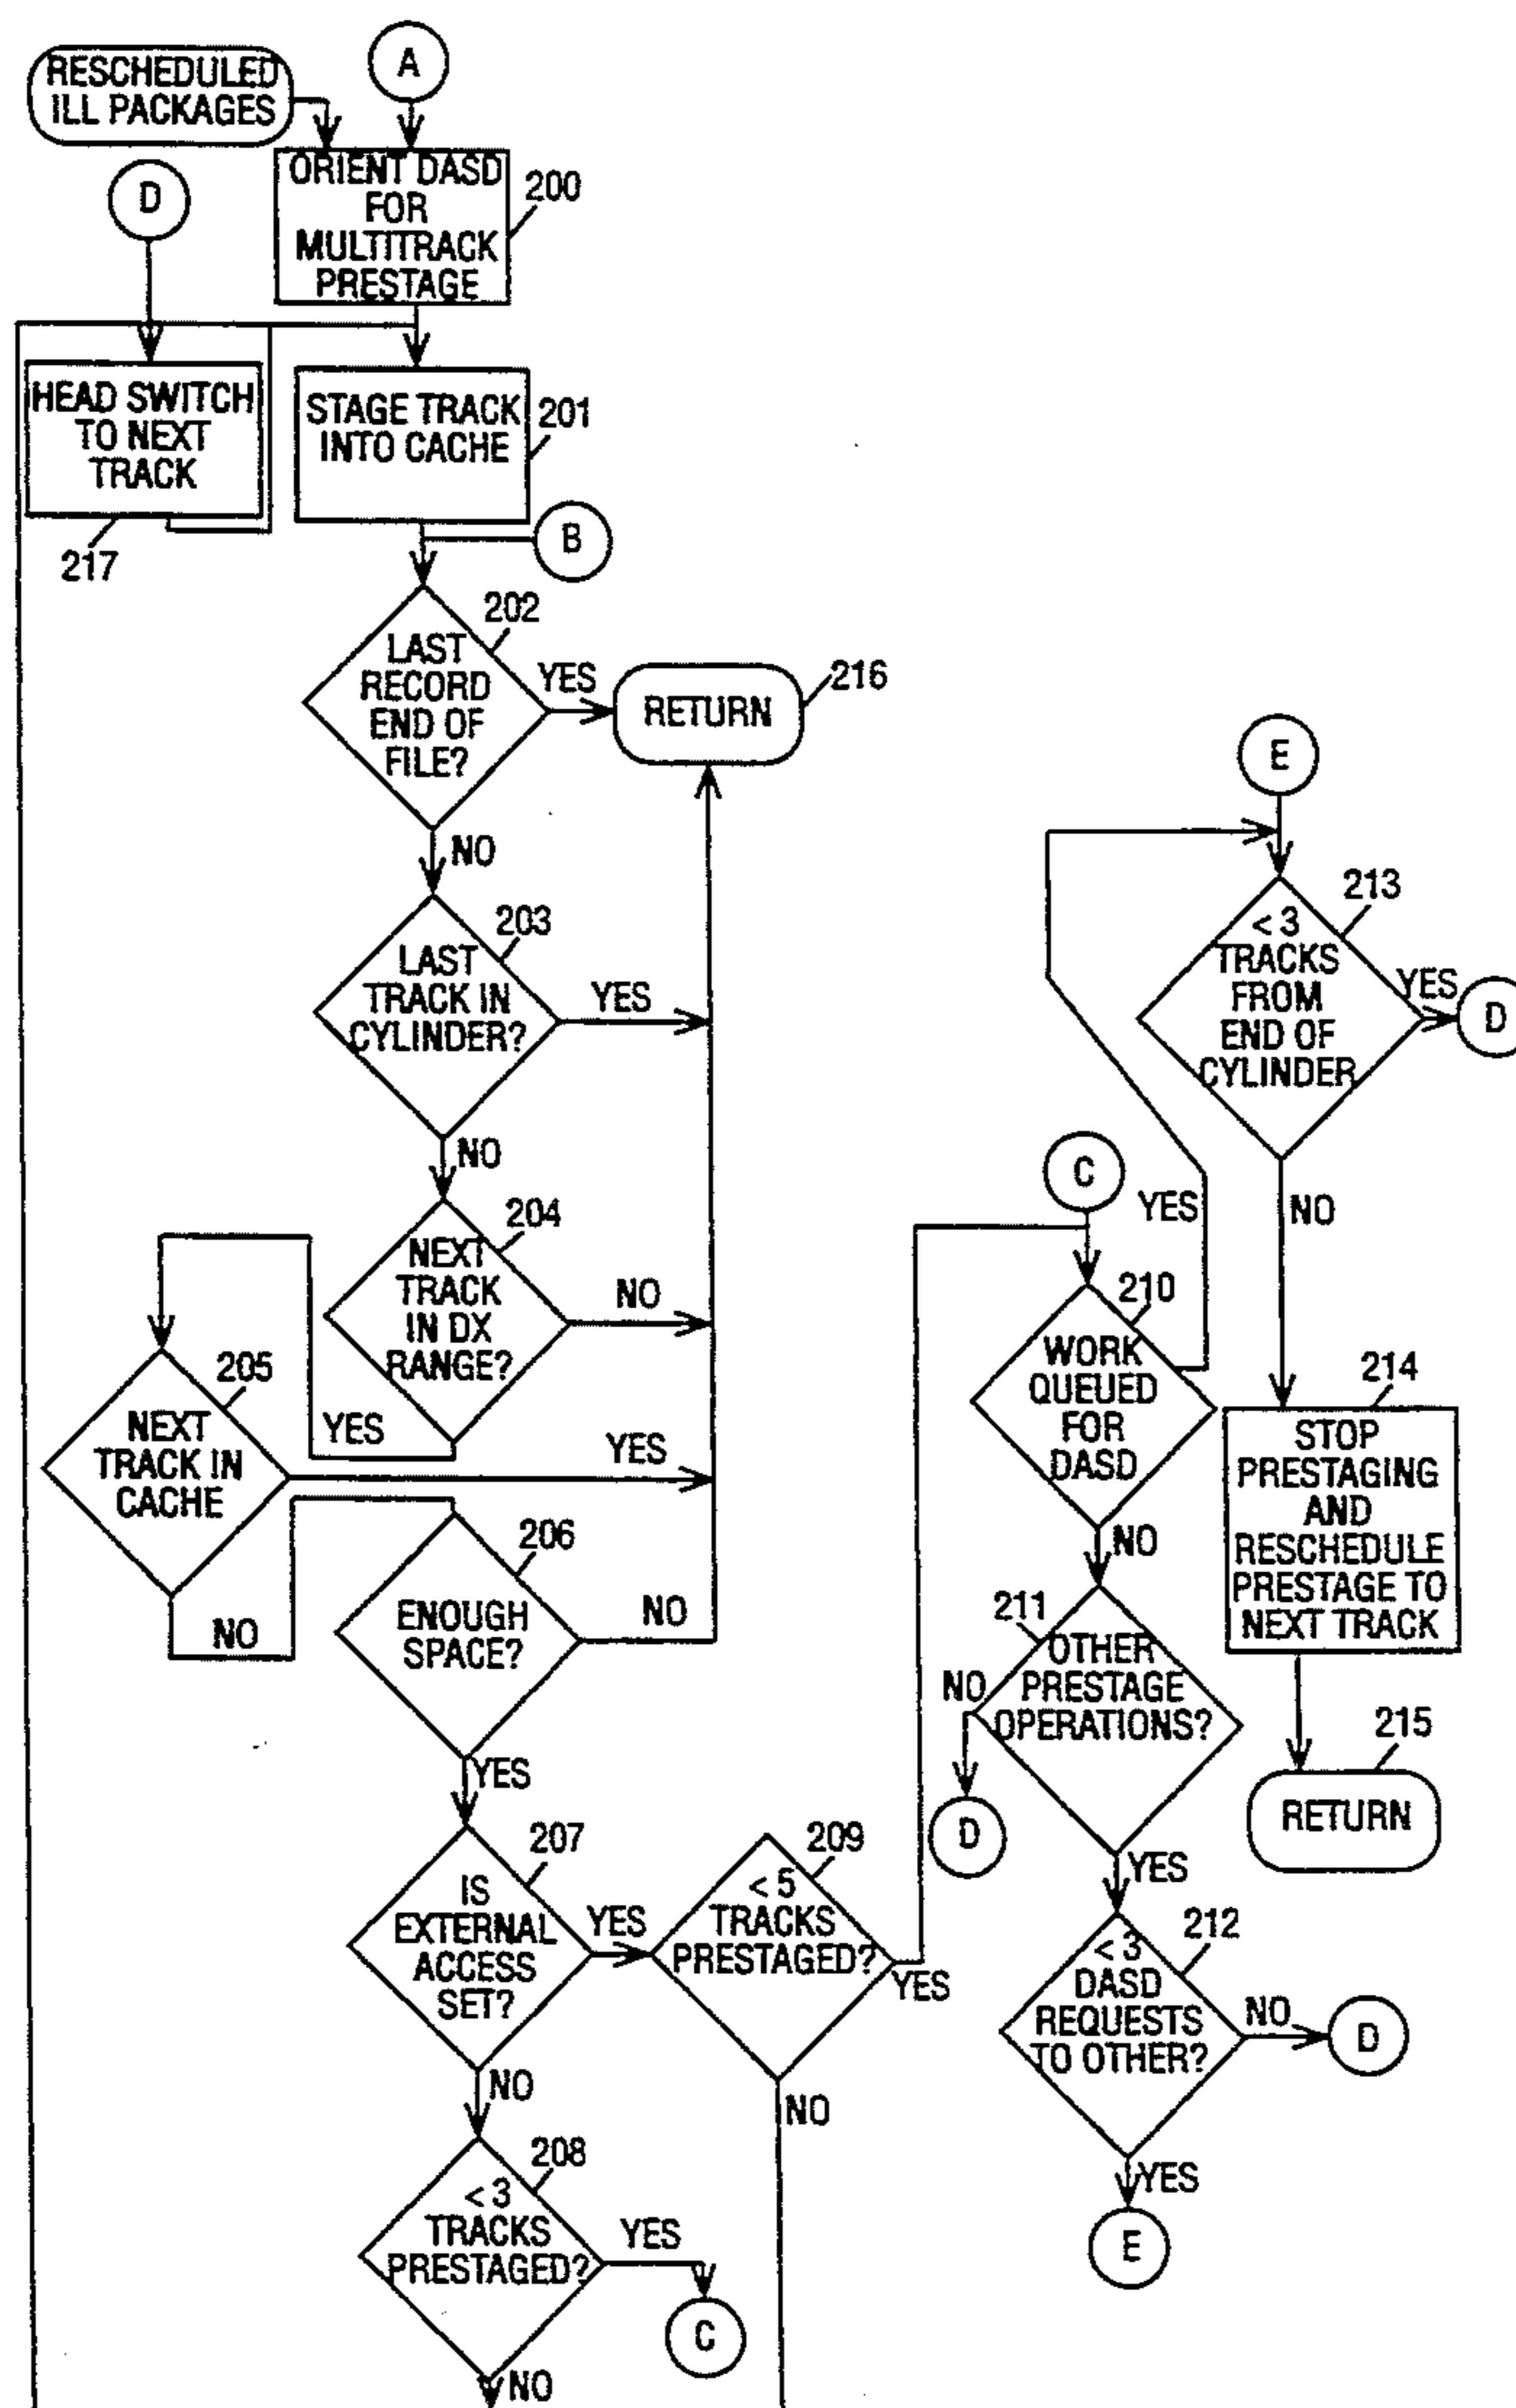 RESCHEDULED
ILL PACKAGES
A
D
ORIENT DASD
FOR
MULTITRACK
PRESTAGE
200
HEAD SWITCH
TO NEXT
TRACK
217
STAGE TRACK
INTO CACHE
201
B
202
LAST
RECORD
END OF
FILE?
YES
RETURN
216
NO
203
LAST
TRACK IN
CYLINDER?
YES
NO
204
NEXT
TRACK
IN DX
RANGE?
NO
YES
205
NEXT
TRACK IN
CACHE
YES
NO
206
ENOUGH
SPACE?
NO
YES
207
IS
EXTERNAL
ACCESS
SET?
YES
NO
209
< 5
TRACKS
PRESTAGED?
YES
NO
208
< 3
TRACKS
PRESTAGED?
YES
C
NO
E
213
< 3
TRACKS
FROM
END OF
CYLINDER
YES
D
NO
C
YES
210
WORK
QUEUED
FOR
DASD
NO
214
STOP
PRESTAGING
AND
RESCHEDULE
PRESTAGE TO
NEXT TRACK
211
OTHER
PRESTAGE
OPERATIONS?
NO
D
YES
215
RETURN
212
< 3
DASD
REQUESTS
TO OTHER?
NO
D
YES
E